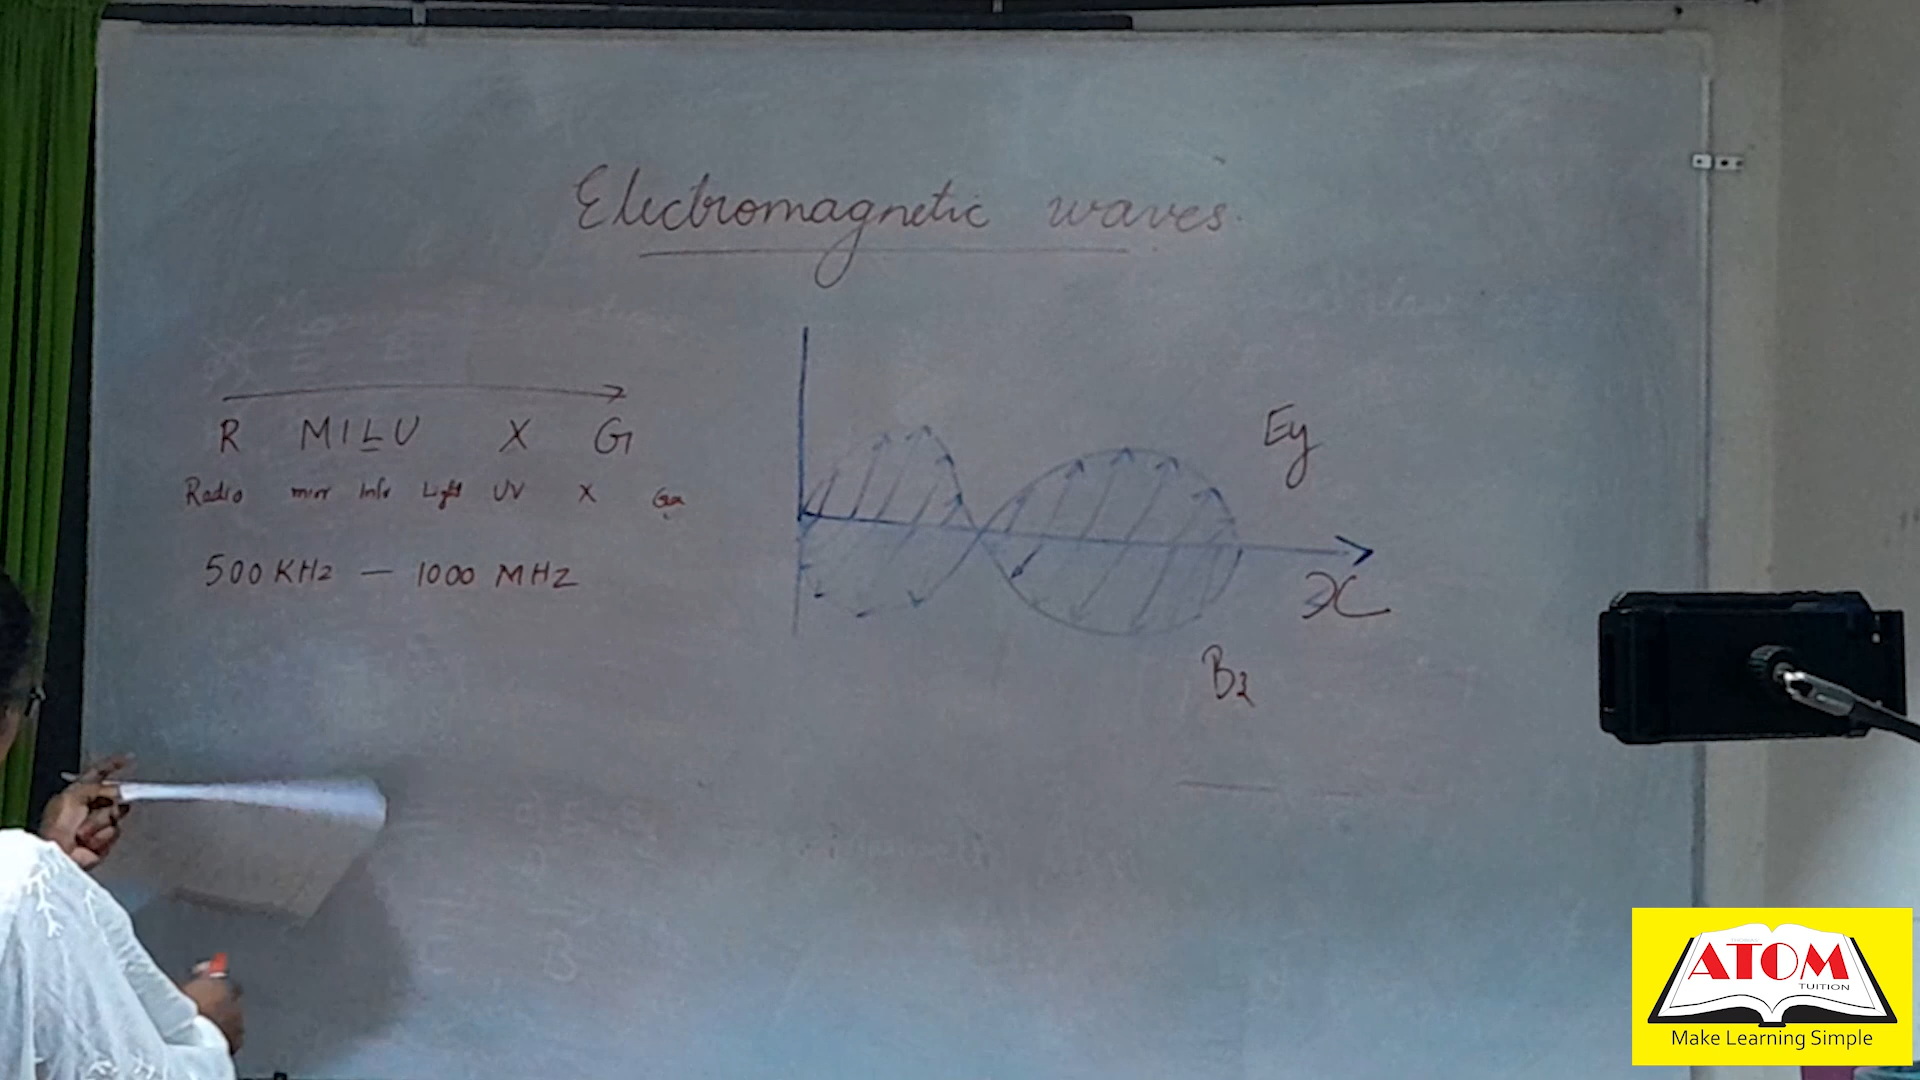 Electromagnetic waves.
R MILU X G
Radio micr Infr Light UV X Ga
500 KHz — 1000 MHZ
Ey
x
Bz
ATOM
TUITION
Make Learning Simple